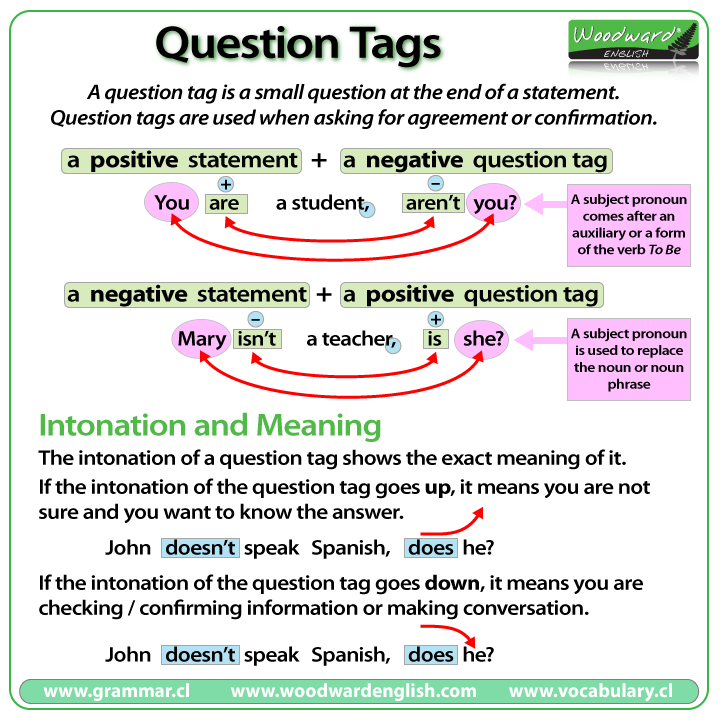 Question Tags
Woodward®
ENGLISH
A question tag is a small question at the end of a statement.
Question tags are used when asking for agreement or confirmation.
a positive statement + a negative question tag
+ –
You are a student, aren't you?
A subject pronoun
comes after an
auxiliary or a form
of the verb To Be
a negative statement + a positive question tag
– +
Mary isn't a teacher, is she?
A subject pronoun
is used to replace
the noun or noun
phrase
Intonation and Meaning
The intonation of a question tag shows the exact meaning of it.
If the intonation of the question tag goes up, it means you are not
sure and you want to know the answer.
John doesn't speak Spanish, does he?
If the intonation of the question tag goes down, it means you are
checking / confirming information or making conversation.
John doesn't speak Spanish, does he?
www.grammar.cl www.woodwardenglish.com www.vocabulary.cl